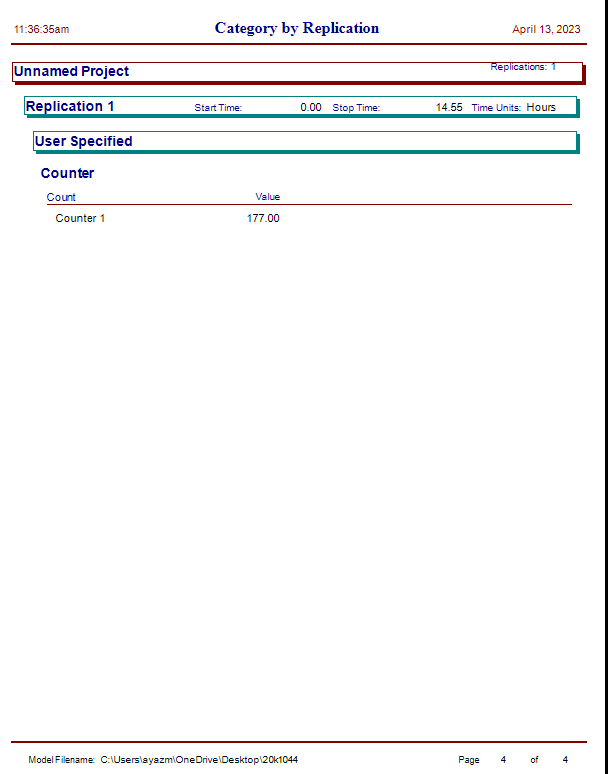 11:36:35am Category by Replication April 13, 2023
Unnamed Project Replications: 1
Replication 1 Start Time: 0.00 Stop Time: 14.55 Time Units: Hours
User Specified
Counter
Count Value
Counter 1 177.00
Model Filename: C:\Users\ayazm\OneDrive\Desktop\20k1044 Page 4 of 4